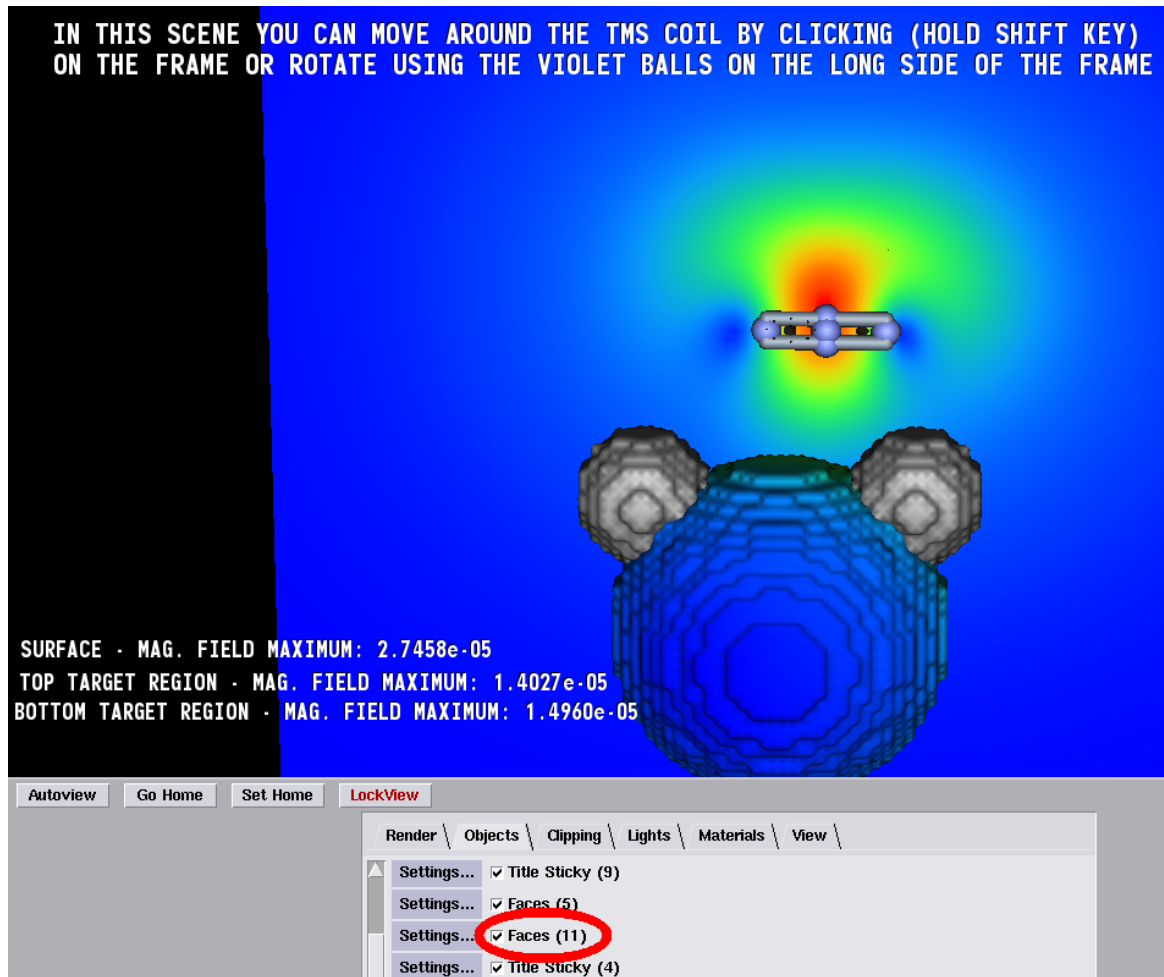 IN THIS SCENE YOU CAN MOVE AROUND THE TMS COIL BY CLICKING (HOLD SHIFT KEY)
ON THE FRAME OR ROTATE USING THE VIOLET BALLS ON THE LONG SIDE OF THE FRAME
SURFACE - MAG. FIELD MAXIMUM: 2.7458e-05
TOP TARGET REGION - MAG. FIELD MAXIMUM: 1.4027e-05
BOTTOM TARGET REGION - MAG. FIELD MAXIMUM: 1.4960e-05
Autoview Go Home Set Home LockView
Render Objects Clipping Lights Materials View
Settings... Title Sticky (9)
Settings... Faces (5)
Settings... Faces (11)
Settings... Title Sticky (4)